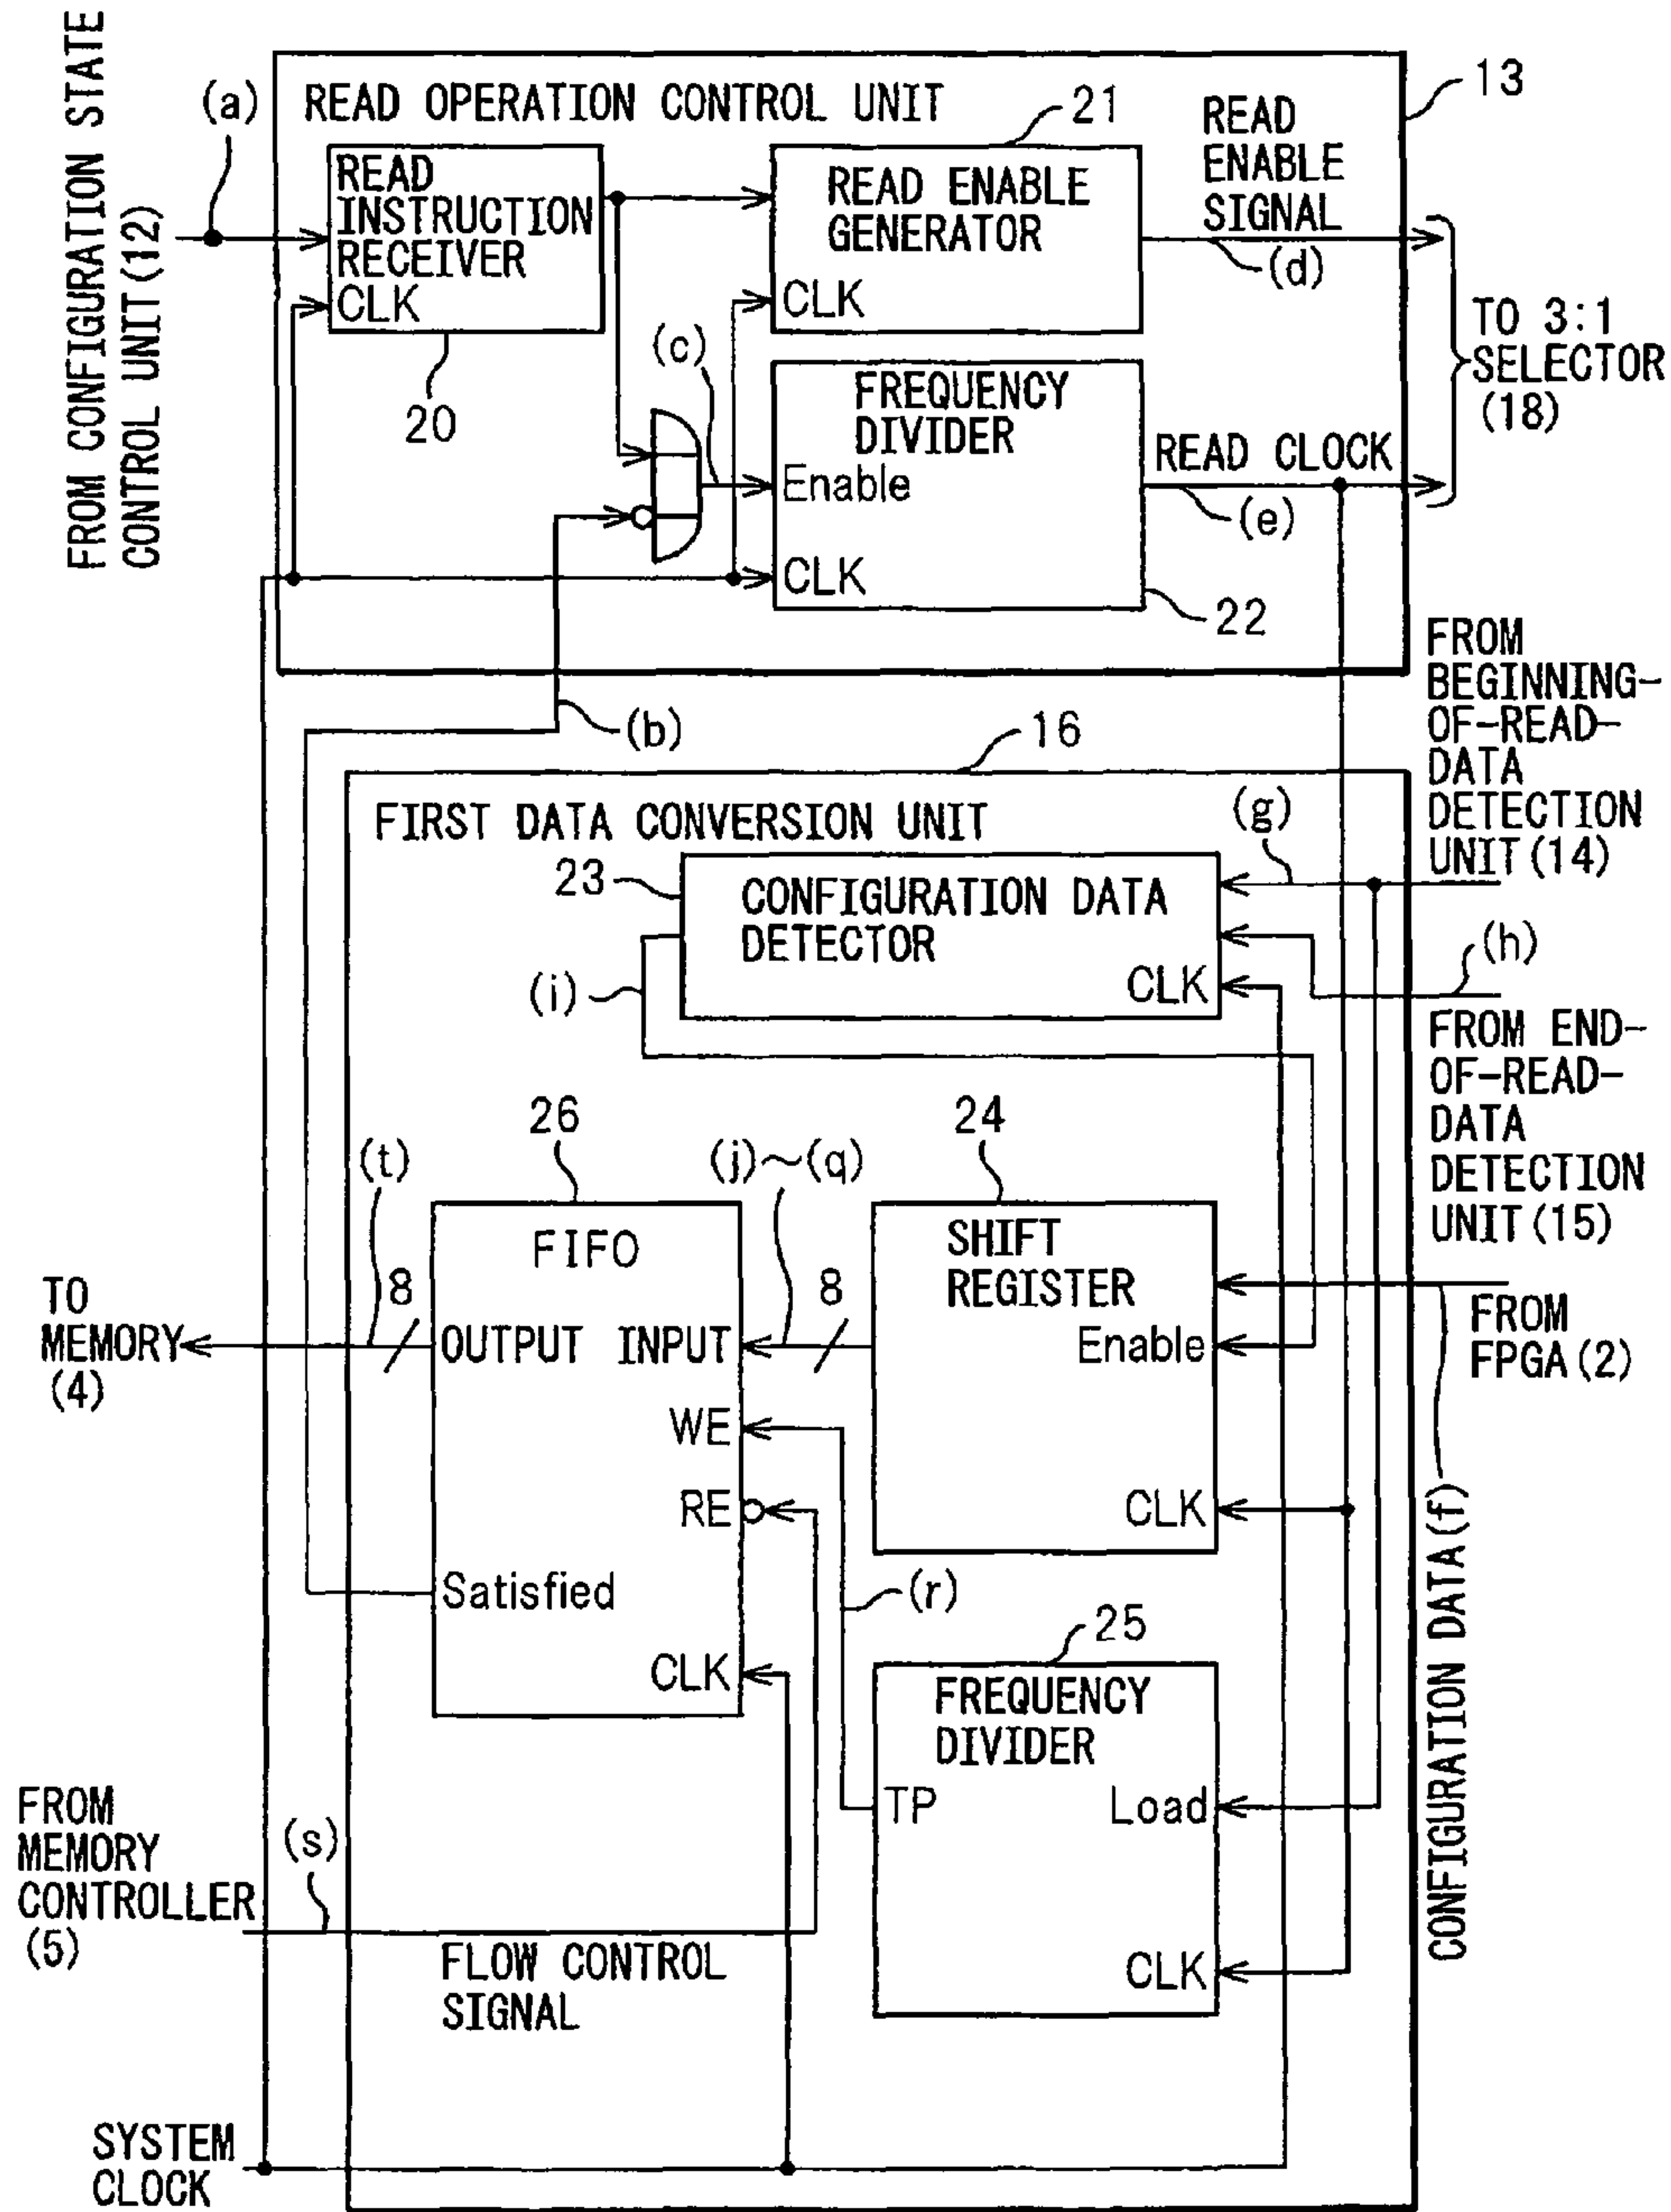 FROM CONFIGURATION STATE
CONTROL UNIT(12)
(a)
READ OPERATION CONTROL UNIT
13
READ
INSTRUCTION
RECEIVER
CLK
20
21
READ ENABLE
GENERATOR
CLK
READ
ENABLE
SIGNAL
(d)
TO 3:1
SELECTOR
(18)
(c)
FREQUENCY
DIVIDER
Enable
CLK
22
READ CLOCK
(e)
(b)
16
FROM
BEGINNING-
OF-READ-
DATA
DETECTION
UNIT(14)
FIRST DATA CONVERSION UNIT
23
CONFIGURATION DATA
DETECTOR
CLK
(g)
(h)
(i)
FROM END-
OF-READ-
DATA
DETECTION
UNIT(15)
26
(t)
8
FIFO
OUTPUT INPUT
WE
RE
Satisfied
CLK
(j)~(q)
8
24
SHIFT
REGISTER
Enable
CLK
FROM
FPGA(2)
CONFIGURATION DATA(f)
TO
MEMORY
(4)
(r)
25
FREQUENCY
DIVIDER
TP
Load
CLK
FROM
MEMORY
CONTROLLER
(5)
(s)
FLOW CONTROL
SIGNAL
SYSTEM
CLOCK